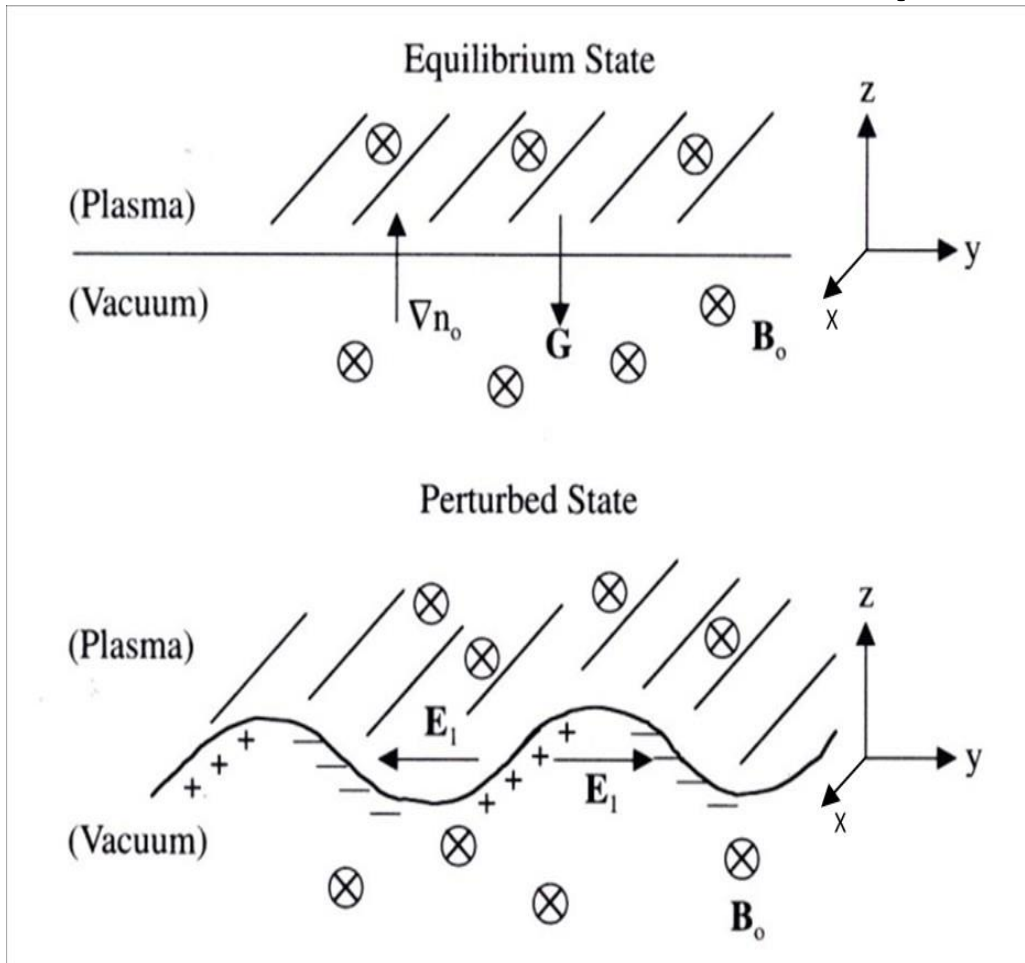 Equilibrium State
z
(Plasma)
y
(Vacuum)
∇n₀
G
B₀
x
Perturbed State
z
(Plasma)
E₁
+ + + − − − − + + + + − − − −
y
E₁
x
(Vacuum)
B₀